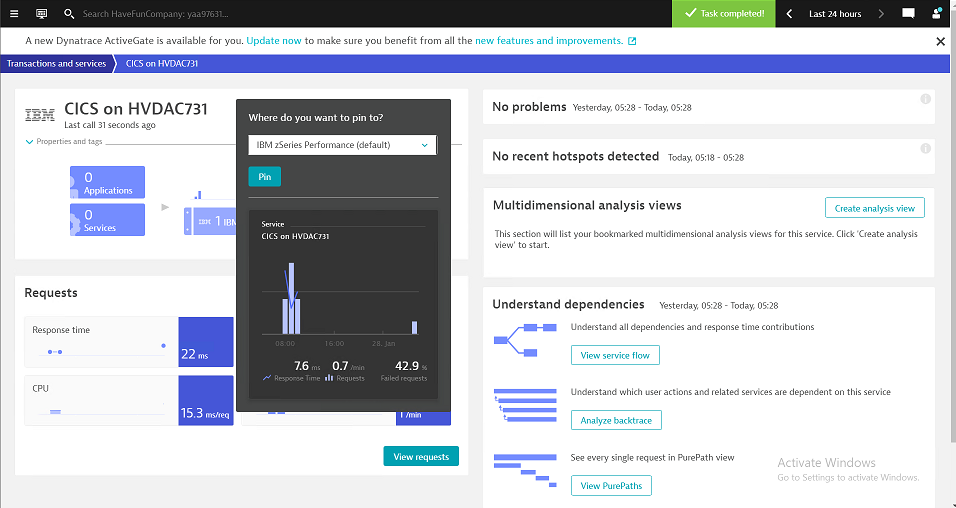 Search HaveFunCompany: yaa97631...
Task completed!
Last 24 hours
A new Dynatrace ActiveGate is available for you. Update now to make sure you benefit from all the new features and improvements.
Transactions and services
CICS on HVDAC731
IBM
CICS on HVDAC731
Last call 31 seconds ago
Properties and tags
0
Applications
0
Services
IBM 1 IBM
Where do you want to pin to?
IBM zSeries Performance (default)
Pin
Service
CICS on HVDAC731
08:00 16:00 28. Jan
7.6 ms 0.7 /min 42.9 %
Response Time Requests Failed requests
Requests
Response time
22 ms
CPU
15.3 ms/req
1 /min
View requests
No problems Yesterday, 05:28 - Today, 05:28
No recent hotspots detected Today, 05:18 - 05:28
Multidimensional analysis views
Create analysis view
This section will list your bookmarked multidimensional analysis views for this service. Click 'Create analysis
view' to start.
Understand dependencies Yesterday, 05:28 - Today, 05:28
Understand all dependencies and response time contributions
View service flow
Understand which user actions and related services are dependent on this service
Analyze backtrace
See every single request in PurePath view
View PurePaths
Activate Windows
Go to Settings to activate Windows.